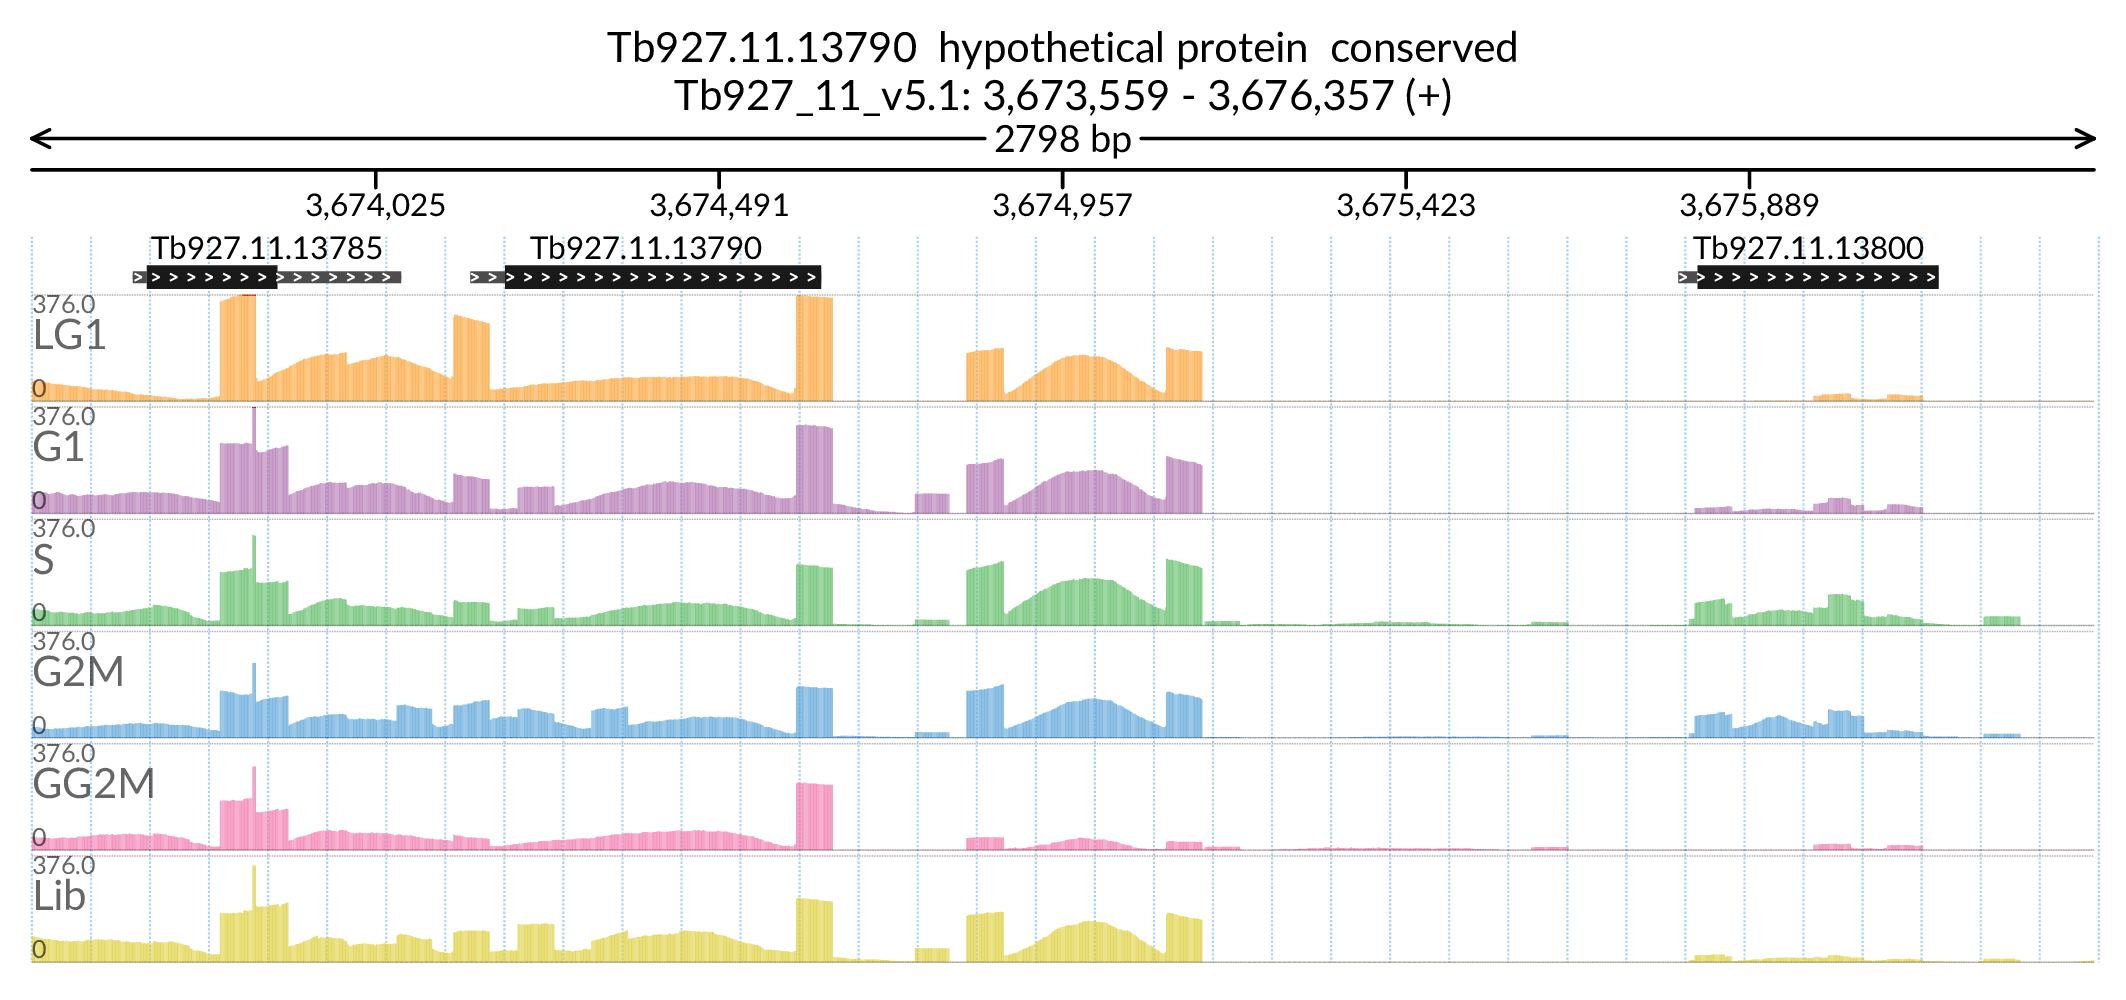 Tb927.11.13790  hypothetical protein  conserved
Tb927_11_v5.1: 3,673,559 - 3,676,357 (+)
2798 bp
3,674,025 3,674,491 3,674,957 3,675,423 3,675,889
Tb927.11.13785 Tb927.11.13790 Tb927.11.13800
376.0
LG1
0
376.0
G1
0
376.0
S
0
376.0
G2M
0
376.0
GG2M
0
376.0
Lib
0